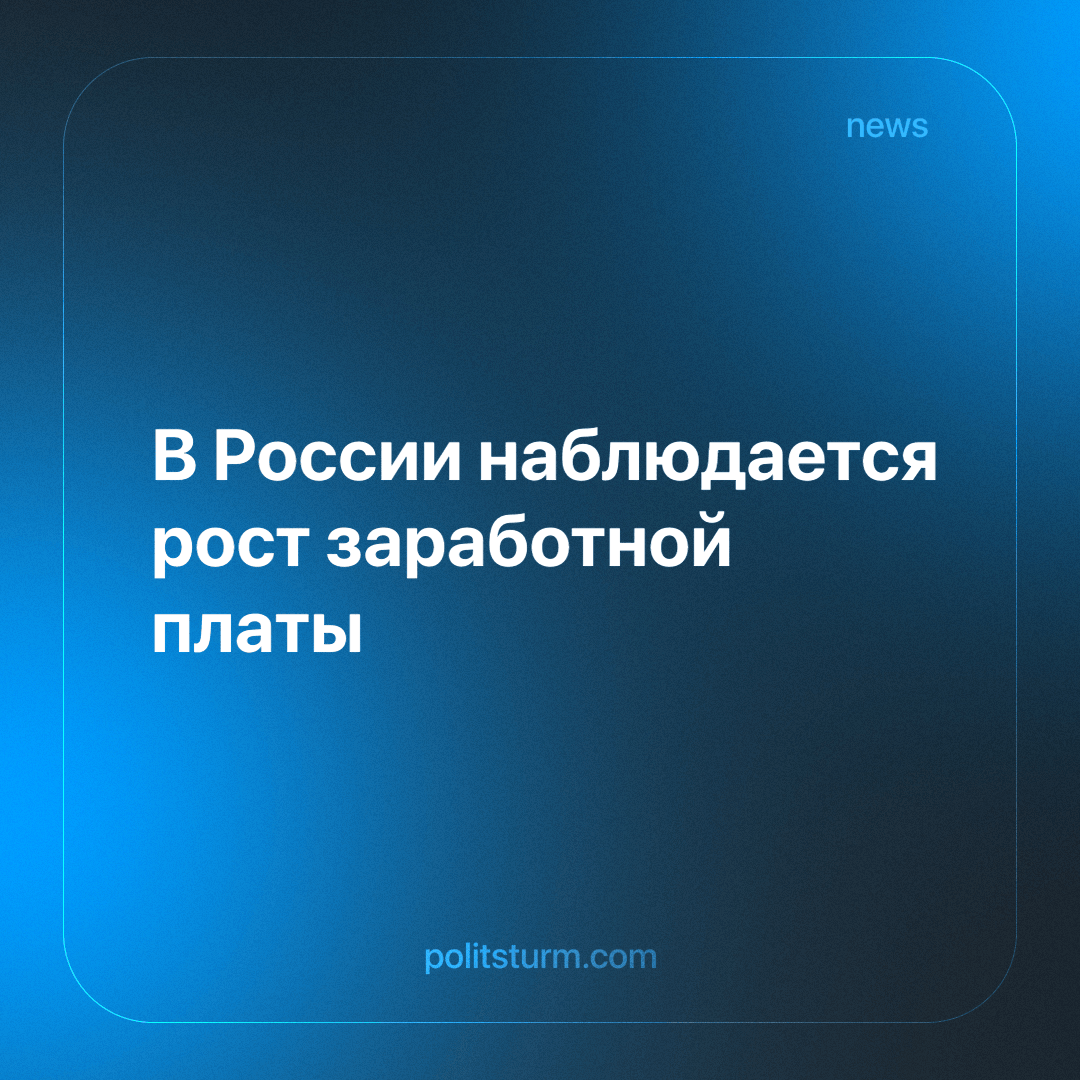 news
В России наблюдается
рост заработной
платы
politsturm.com